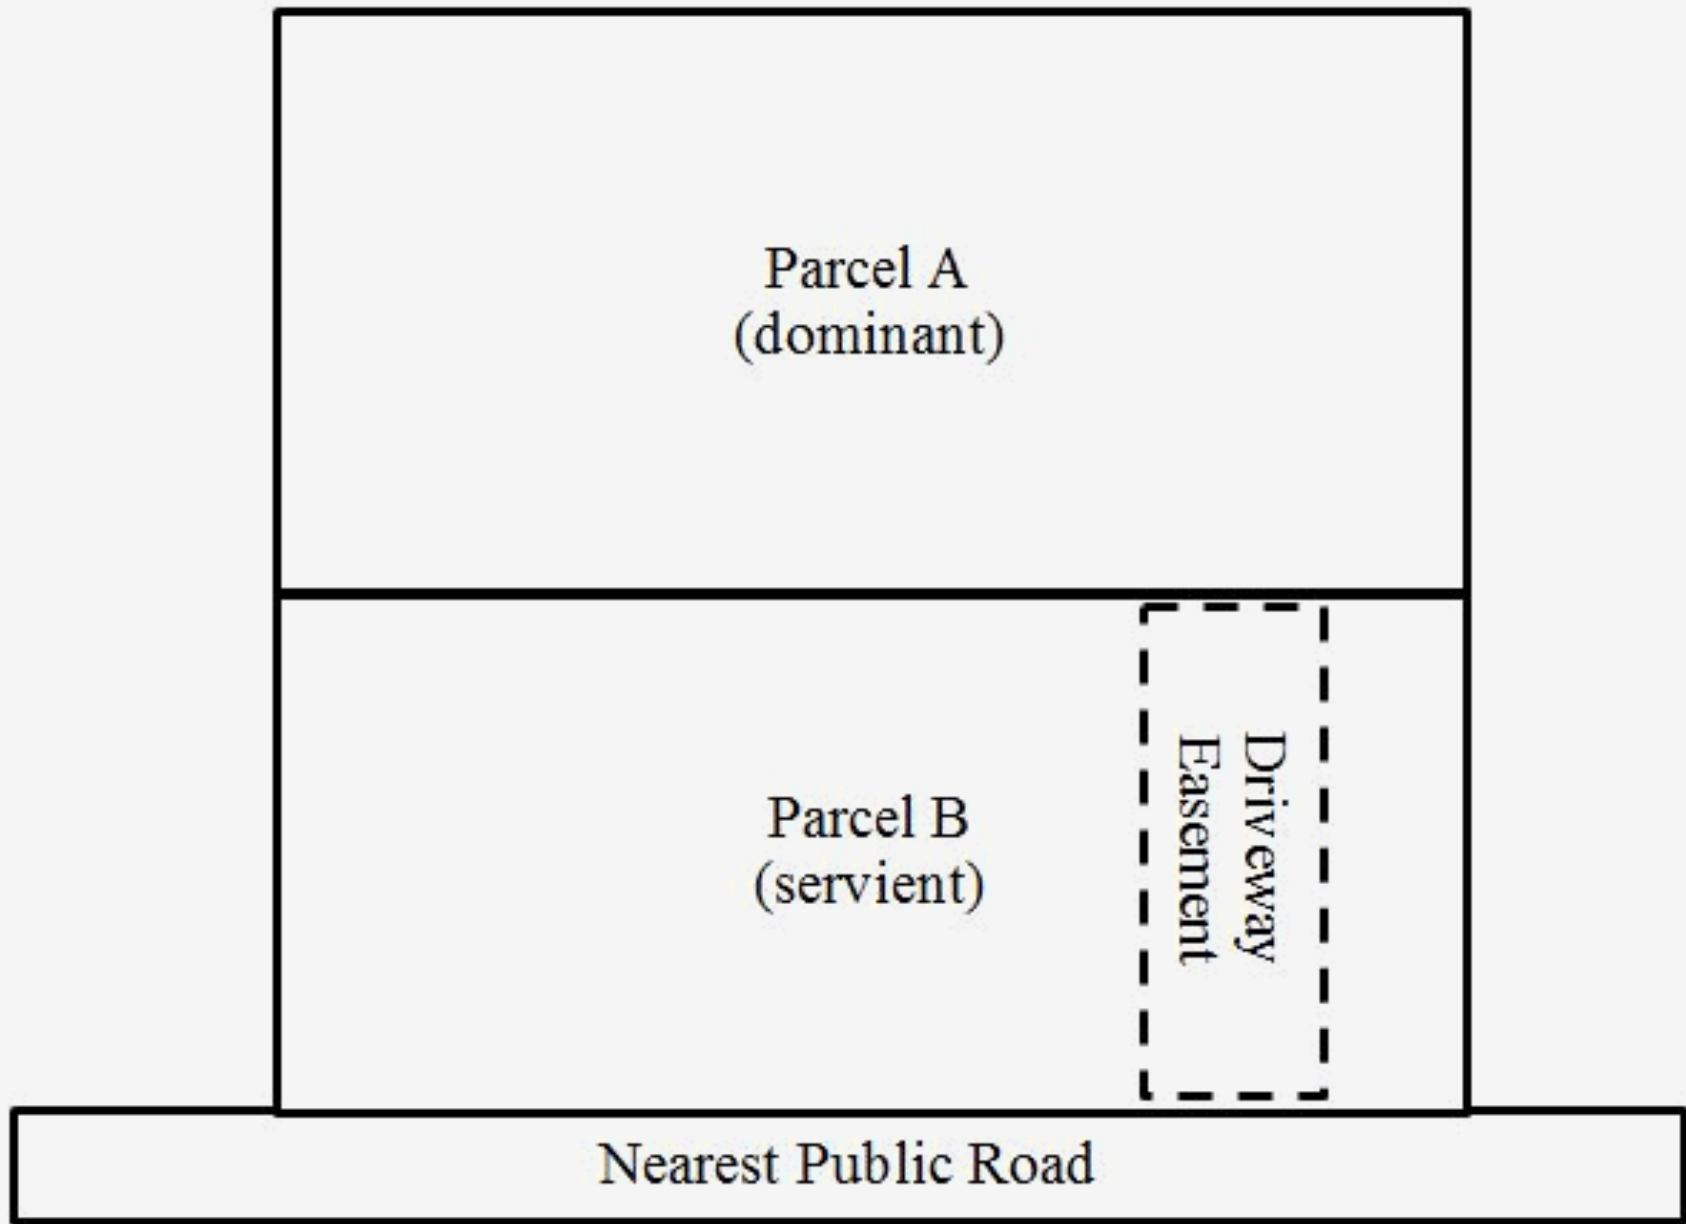 Parcel A
(dominant)
Parcel B
(servient)
Driveway
Easement
Nearest Public Road